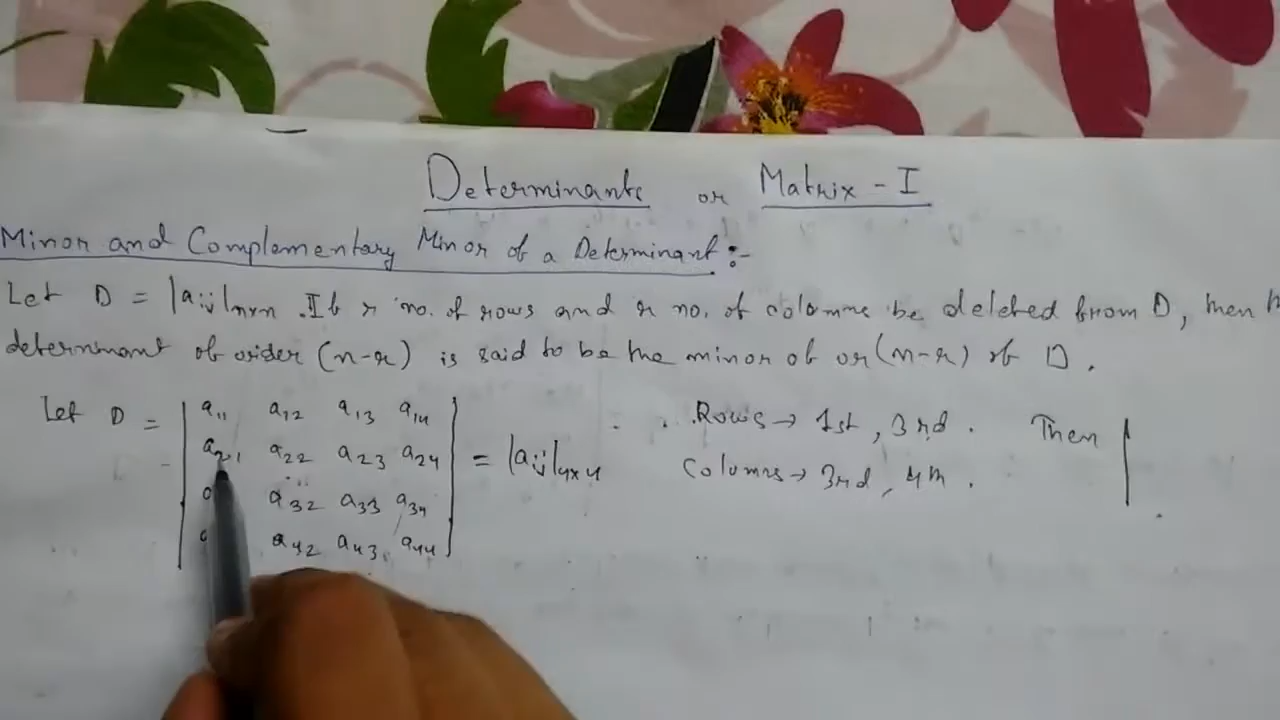 Determinants or Matrix - I
Minor and Complementary Minor of a Determinant :-
Let D = |aij|nxn . If r no. of rows and r no. of columns be deleted from D, then
determinant of order (n-r) is said to be the minor of or (n-r) of D.
Let D = | a11 a12 a13 a14 |
| a21 a22 a23 a24 | = |aij|4x4
a32 a33 a34
a42 a43 a44
Rows → 1st, 3rd. Then |
Columns → 3rd, 4th.